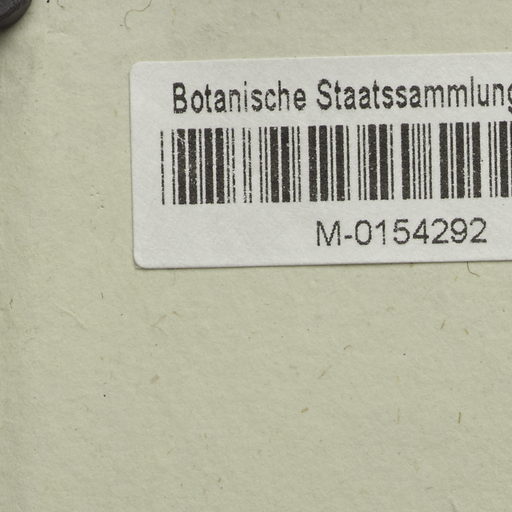 Botanische Staatssammlung
M-0154292